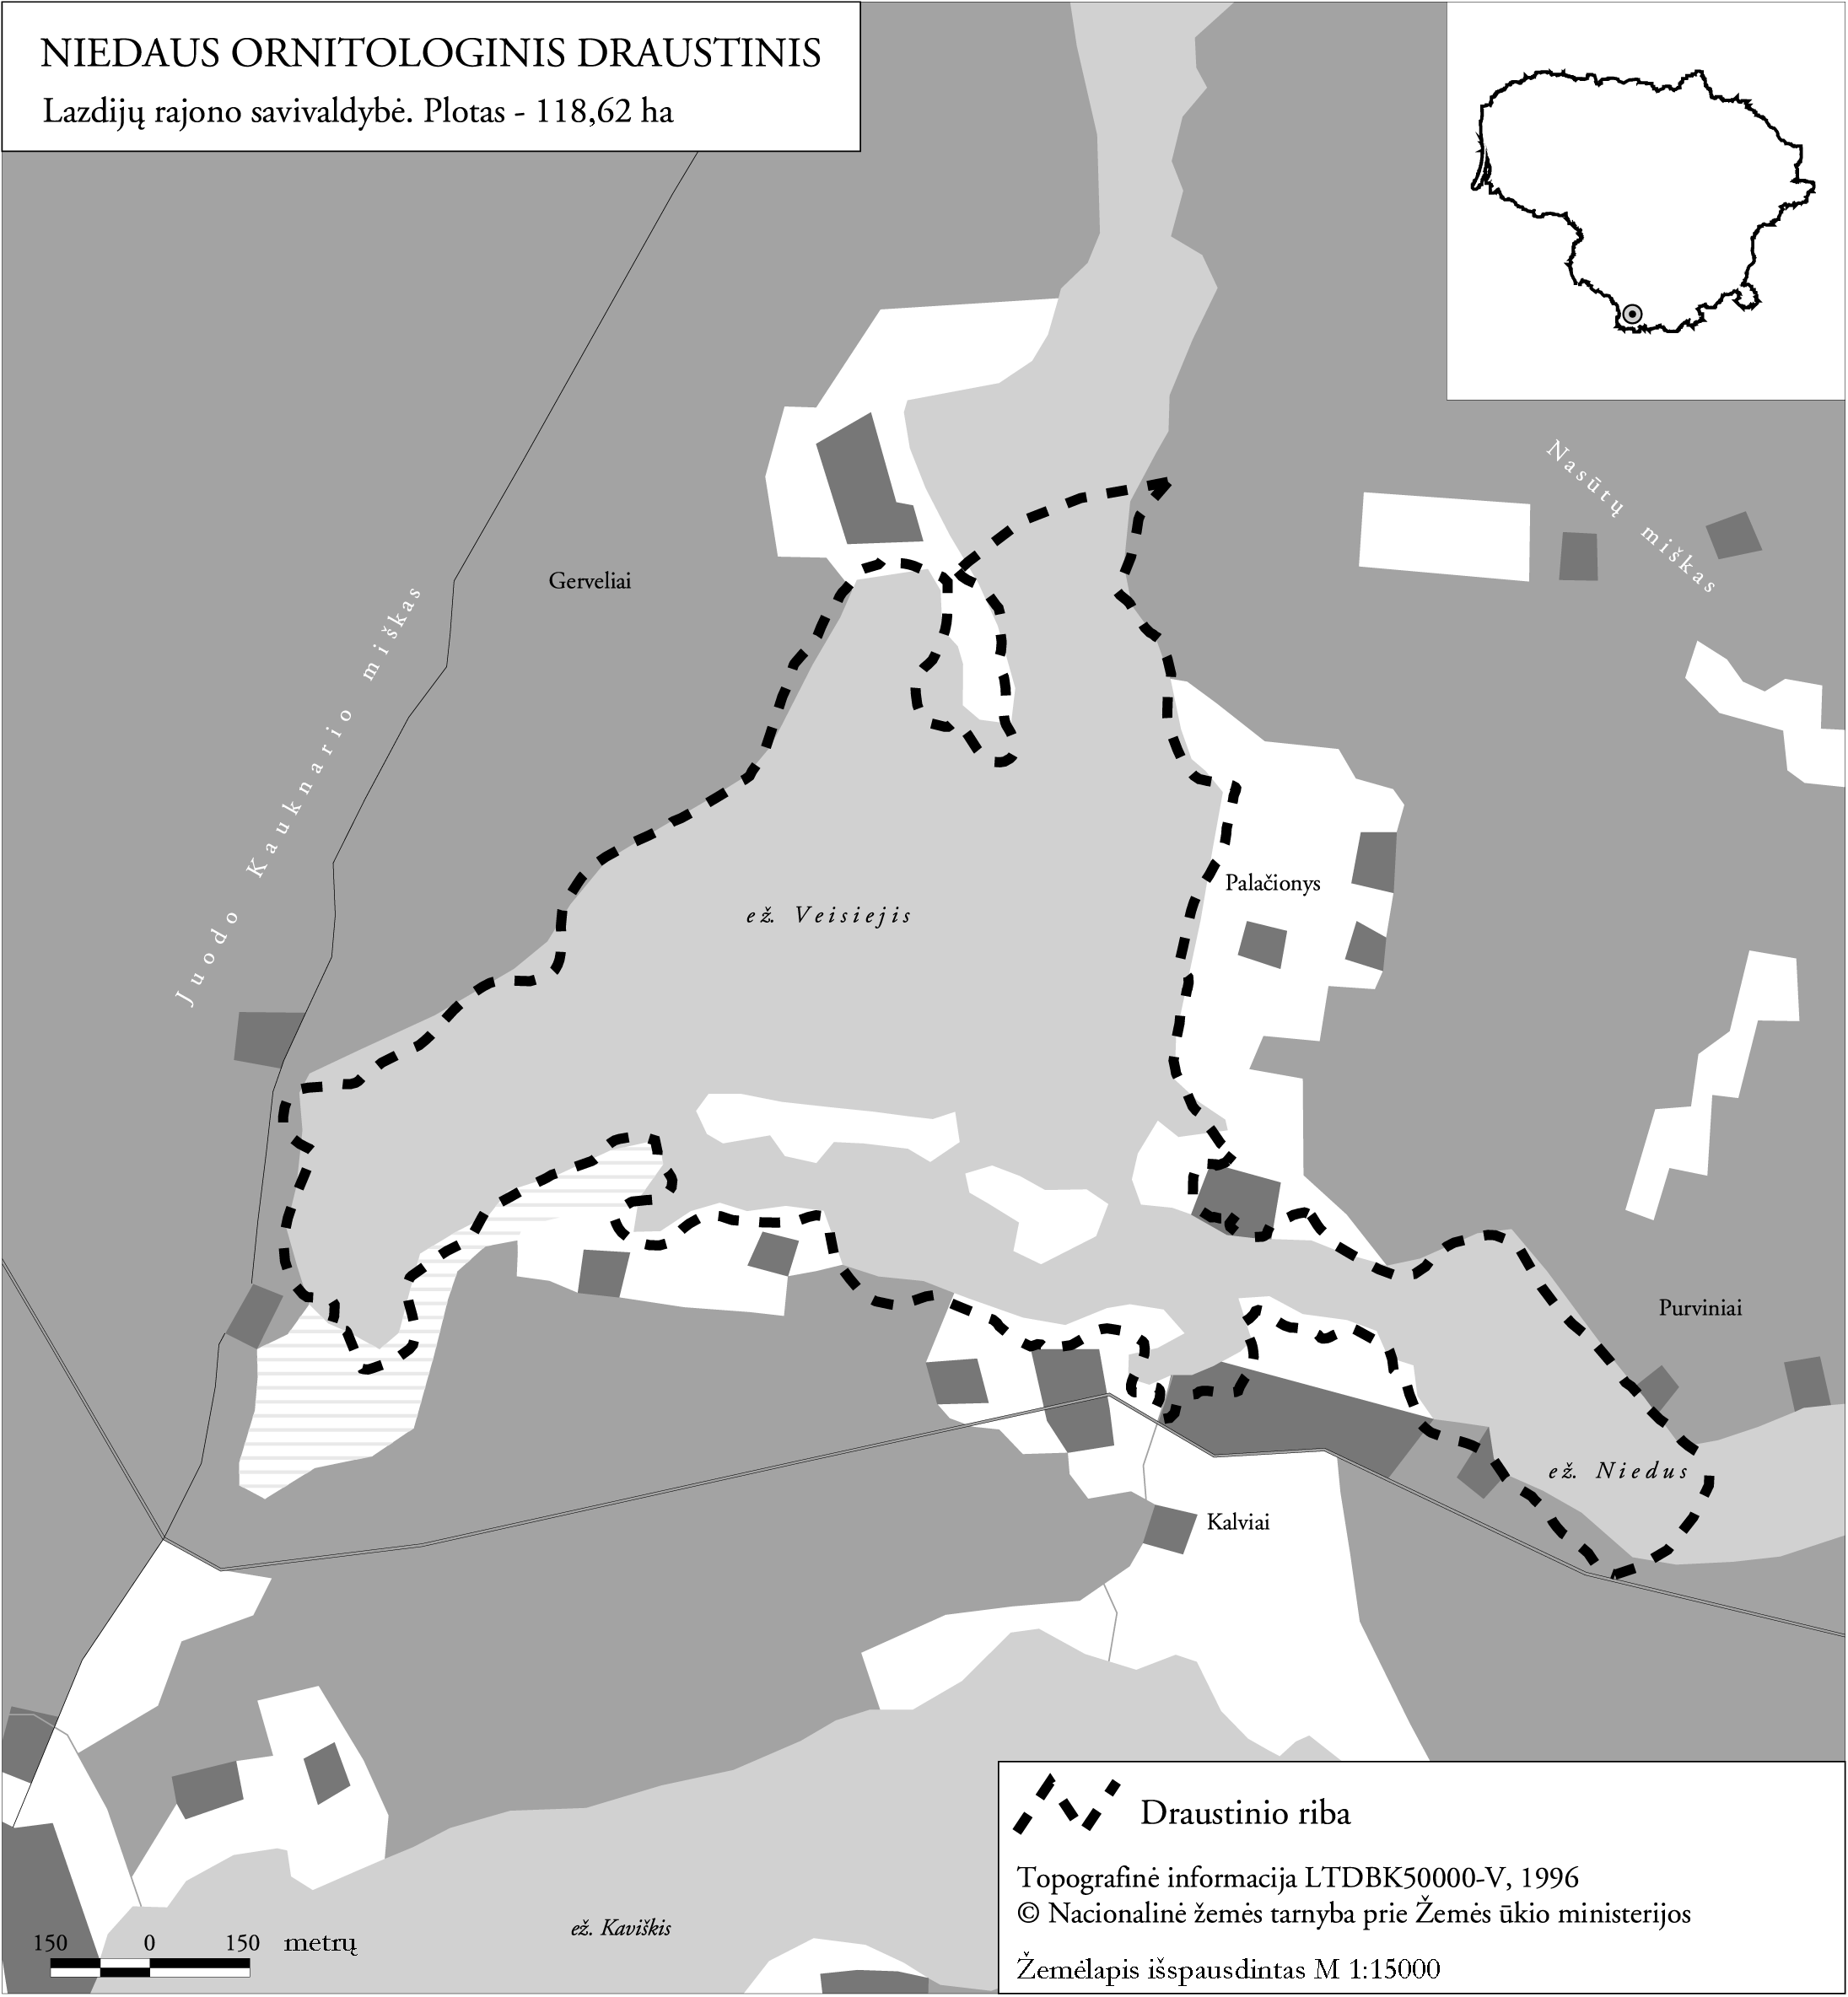 NIEDAUS ORNITOLOGINIS DRAUSTINIS
Lazdijų rajono savivaldybė. Plotas - 118,62 ha
Nasūtų miškas
Gerveliai
Juodo Kauknario miškas
Palačionys
ež. Veisiejis
Purviniai
ež. Niedus
Kalviai
Draustinio riba
Topografinė informacija LTDBK50000-V, 1996
© Nacionalinė žemės tarnyba prie Žemės ūkio ministerijos
Žemėlapis išspausdintas M 1:15000
ež. Kaviškis
150 0 150 metrų